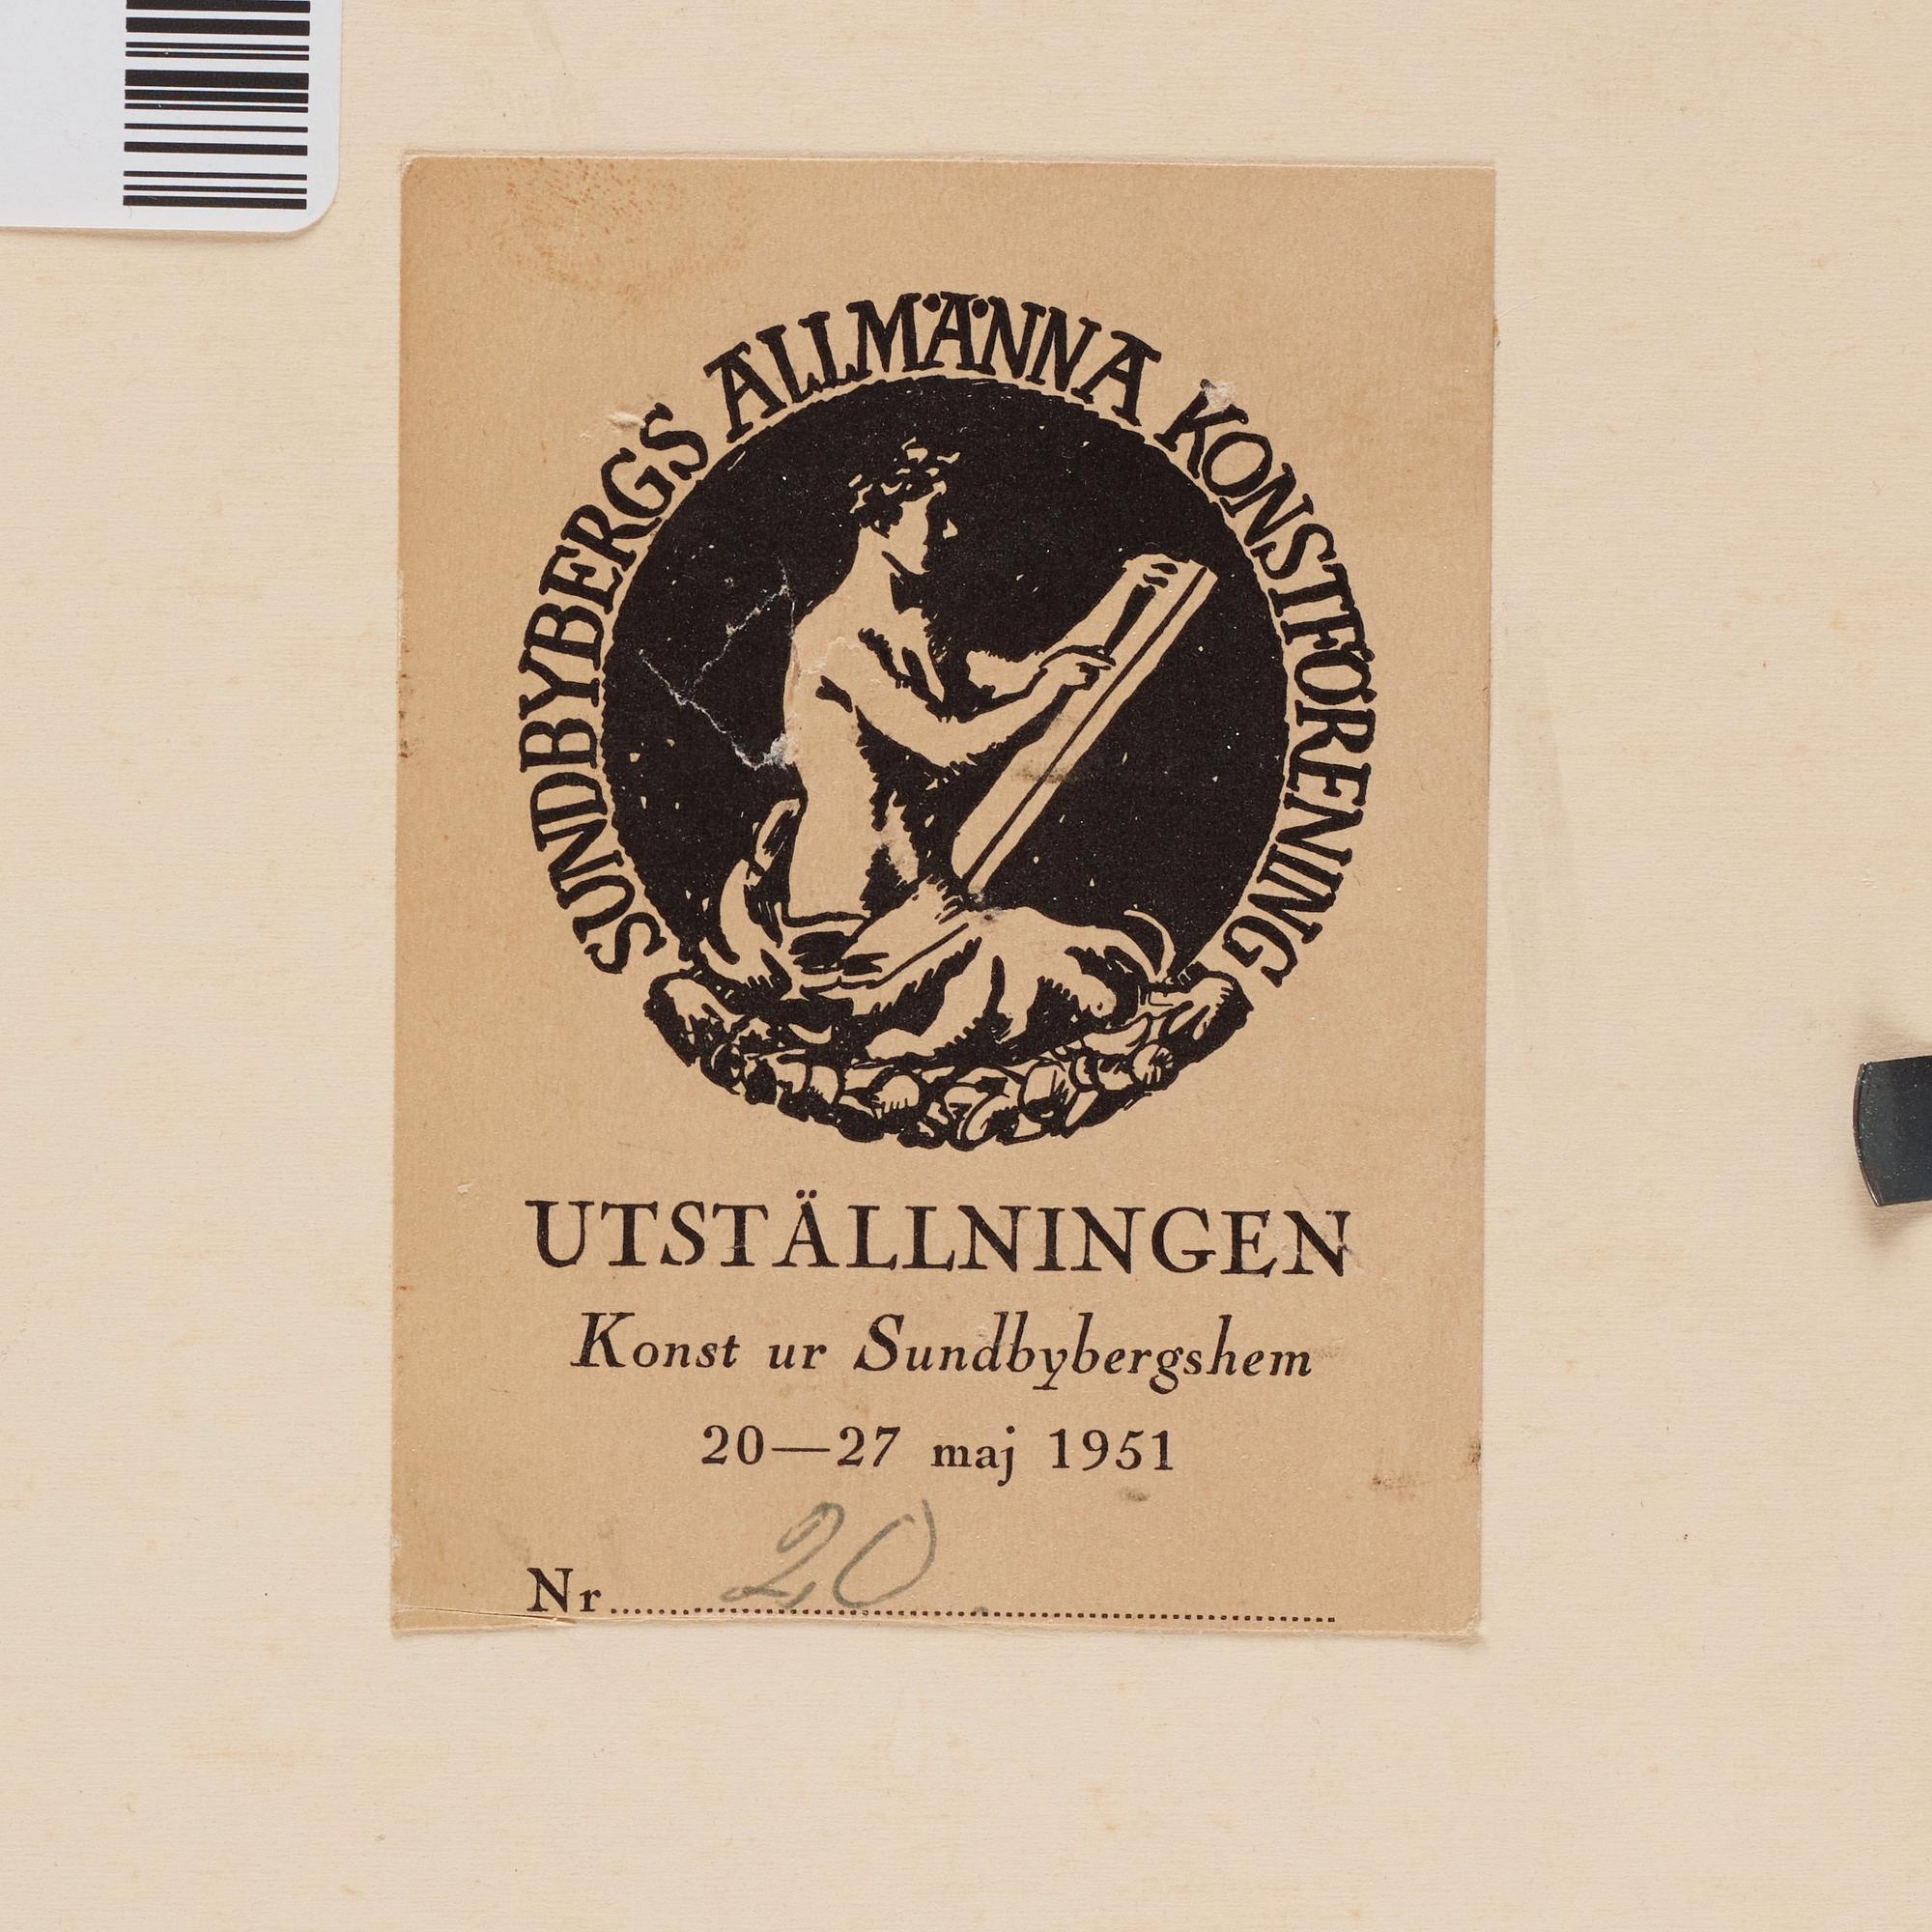 SUNDBYBERGS ALLMÄNNA KONSTFÖRENING
UTSTÄLLNINGEN
Konst ur Sundbybergshem
20—27 maj 1951
Nr 20